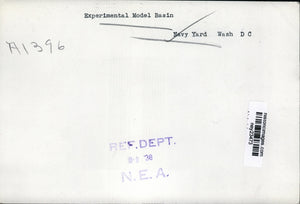 Experimental Model Basin
Navy Yard Wash D C
A1396
REF. DEPT.
N. E. A.